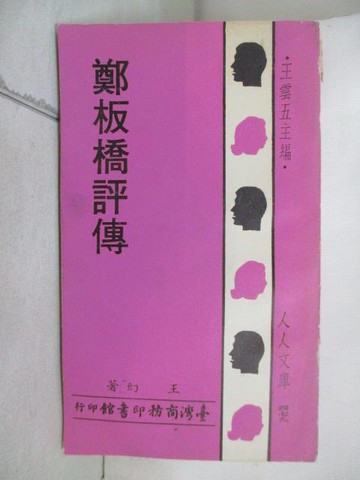 鄭板橋評傳
·王雲五主編·
人人文庫
著 幻 王
行印館書印務商灣臺